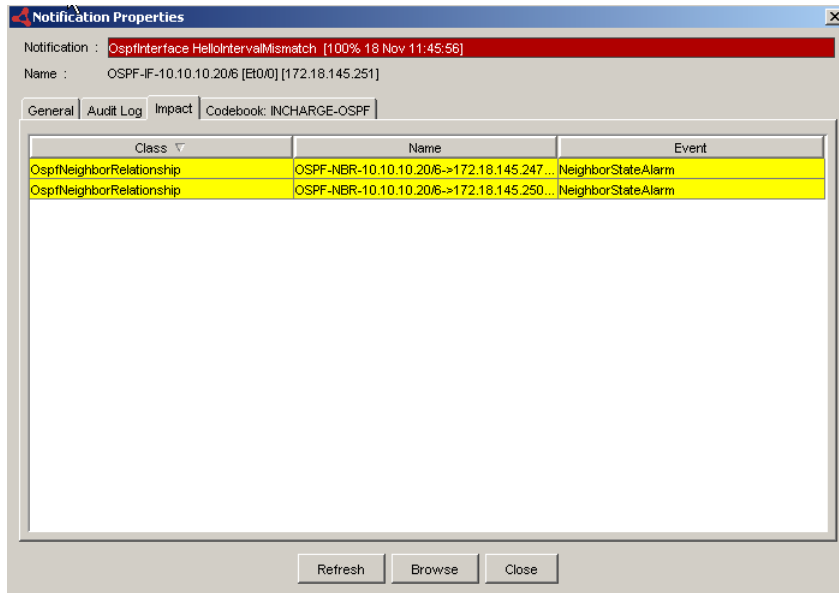 Notification Properties
Notification : OspfInterface HelloIntervalMismatch [100% 18 Nov 11:45:56]
Name : OSPF-IF-10.10.10.20/6 [Et0/0] [172.18.145.251]
General Audit Log Impact Codebook: INCHARGE-OSPF
Class Name Event
OspfNeighborRelationship OSPF-NBR-10.10.10.20/6->172.18.145.247... NeighborStateAlarm
OspfNeighborRelationship OSPF-NBR-10.10.10.20/6->172.18.145.250... NeighborStateAlarm
Refresh Browse Close